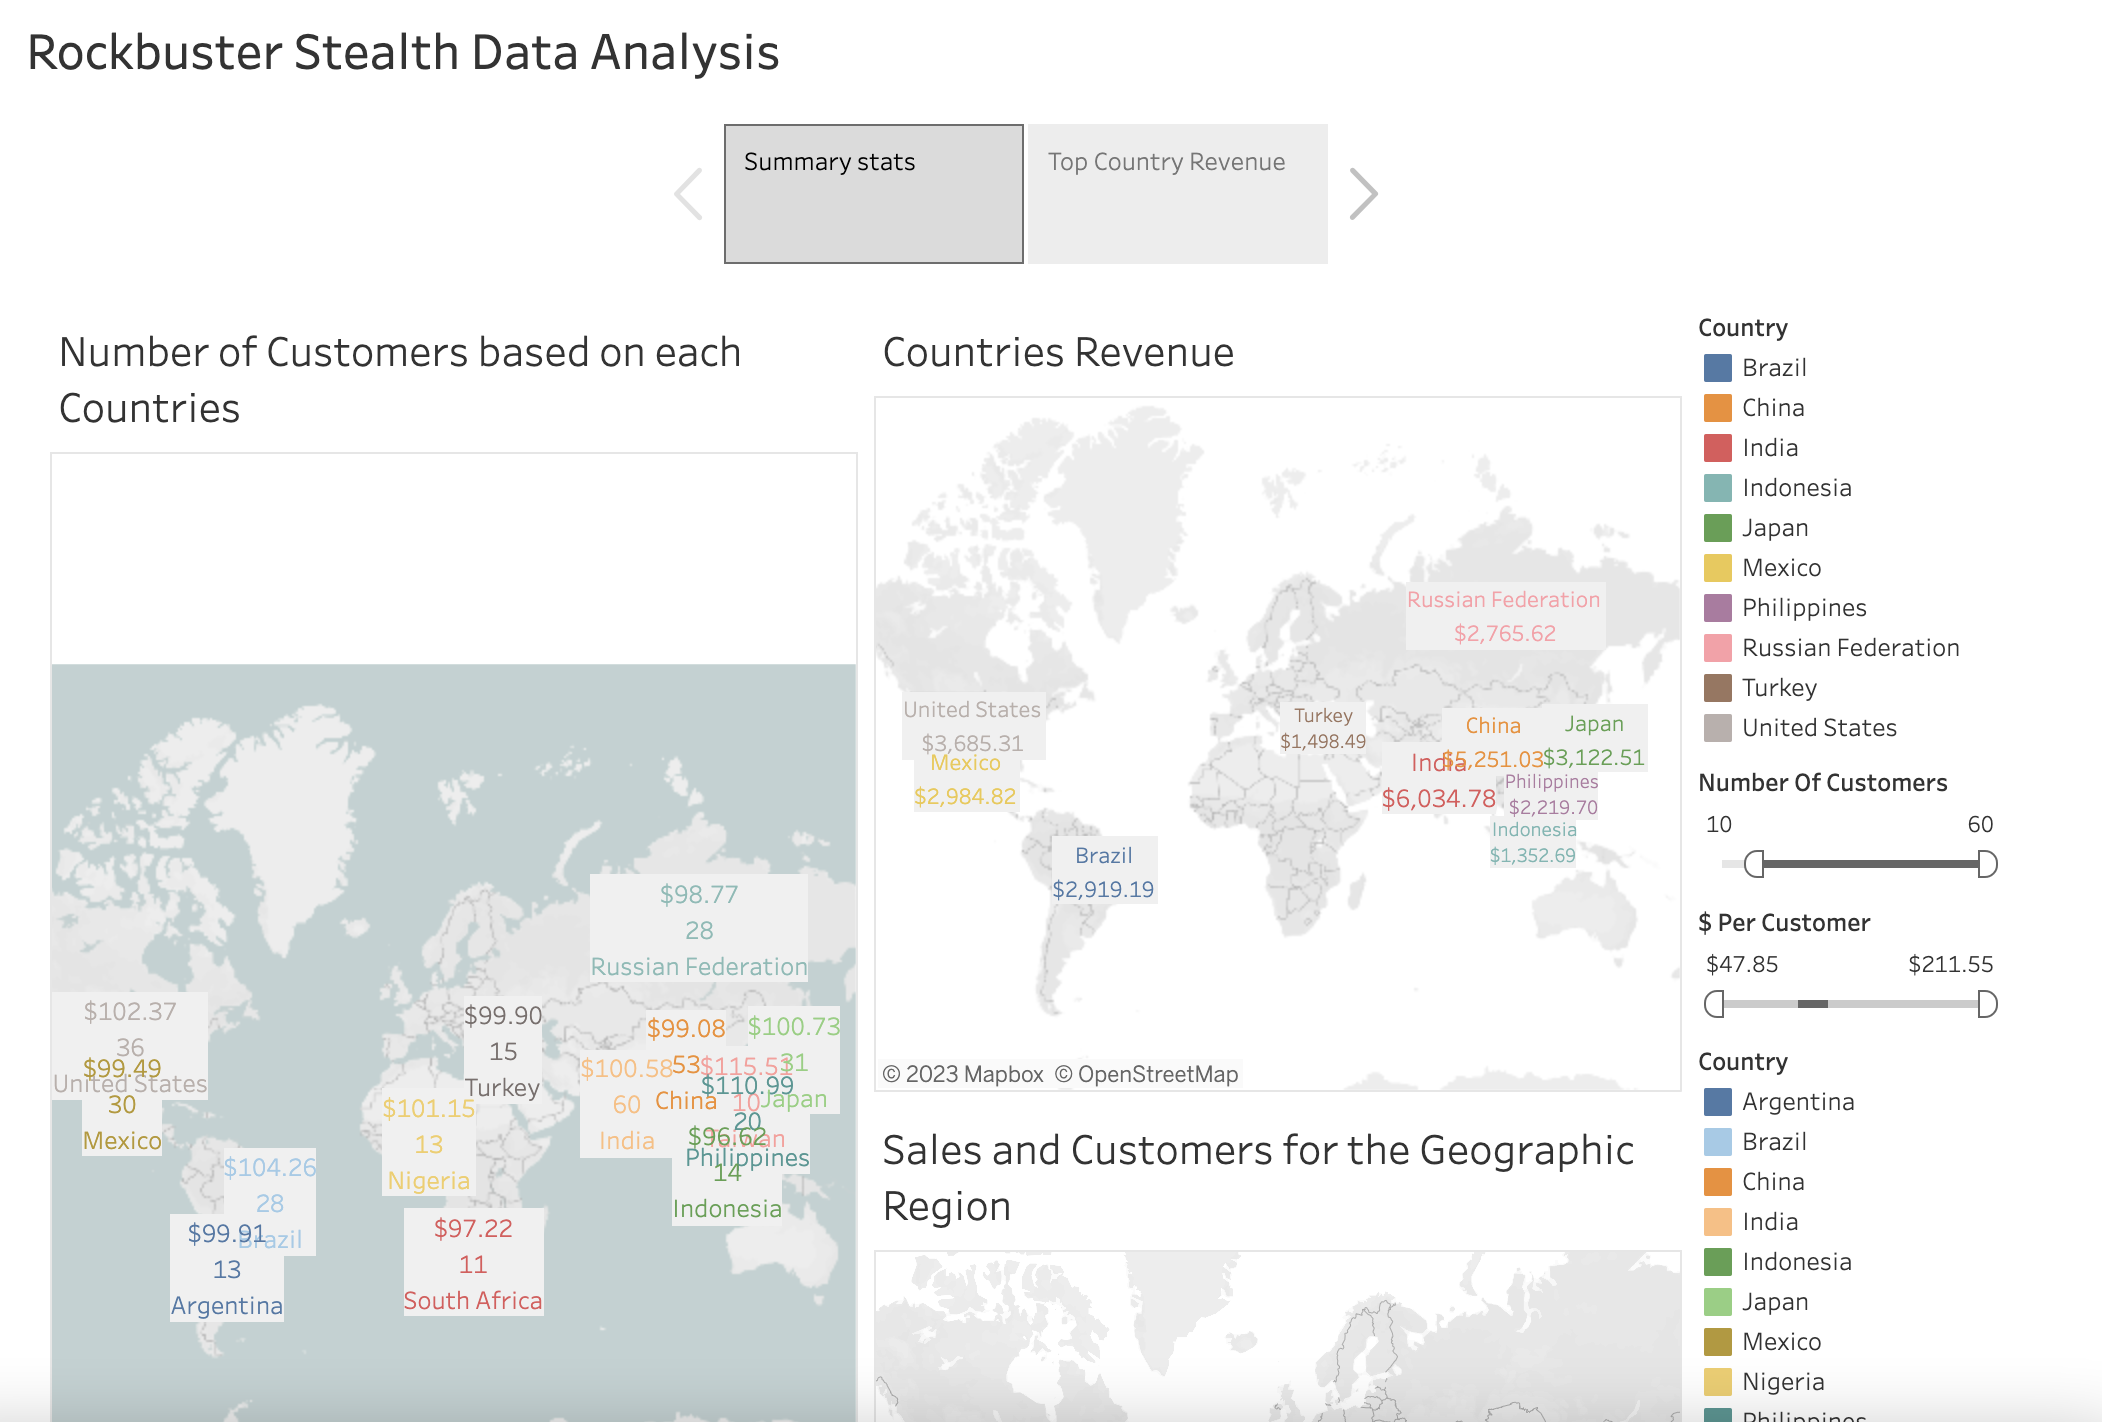 Rockbuster Stealth Data Analysis
Summary stats
Top Country Revenue
Number of Customers based on each
Countries
$98.77
28
Russian Federation
$102.37
36
United States
$99.49
30
Mexico
$99.90
15
Turkey
$99.08
53
China
$100.73
31
Japan
$100.58
60
India
$115.51
10
Taiwan
$110.99
20
Philippines
$96.62
14
Indonesia
$101.15
13
Nigeria
$104.26
28
Brazil
$99.91
13
Argentina
$97.22
11
South Africa
Countries Revenue
Russian Federation
$2,765.62
United States
$3,685.31
Mexico
$2,984.82
Turkey
$1,498.49
China
$5,251.03
Japan
$3,122.51
India
$6,034.78
Philippines
$2,219.70
Indonesia
$1,352.69
Brazil
$2,919.19
© 2023 Mapbox © OpenStreetMap
Sales and Customers for the Geographic
Region
Country
Brazil
China
India
Indonesia
Japan
Mexico
Philippines
Russian Federation
Turkey
United States
Number Of Customers
10 60
$ Per Customer
$47.85 $211.55
Country
Argentina
Brazil
China
India
Indonesia
Japan
Mexico
Nigeria
Philippines